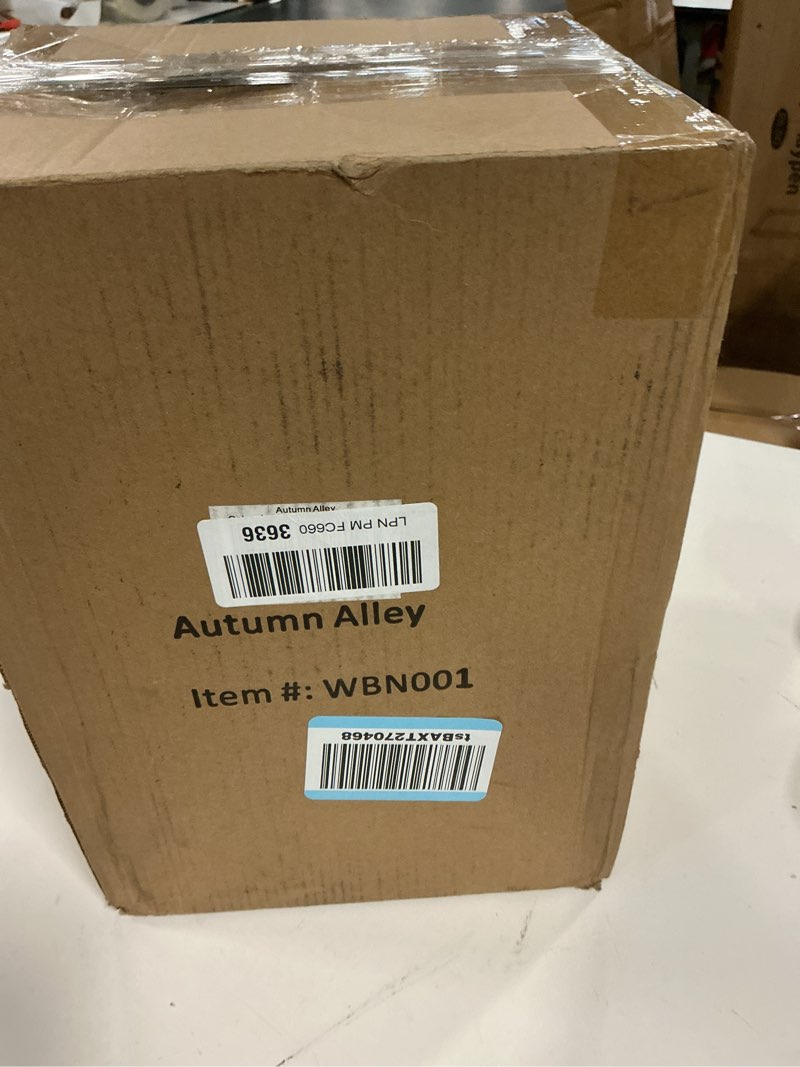 Autumn Alley
LPN PM FC660 3636
Autumn Alley
Item #: WBN001
tsBAXT270468